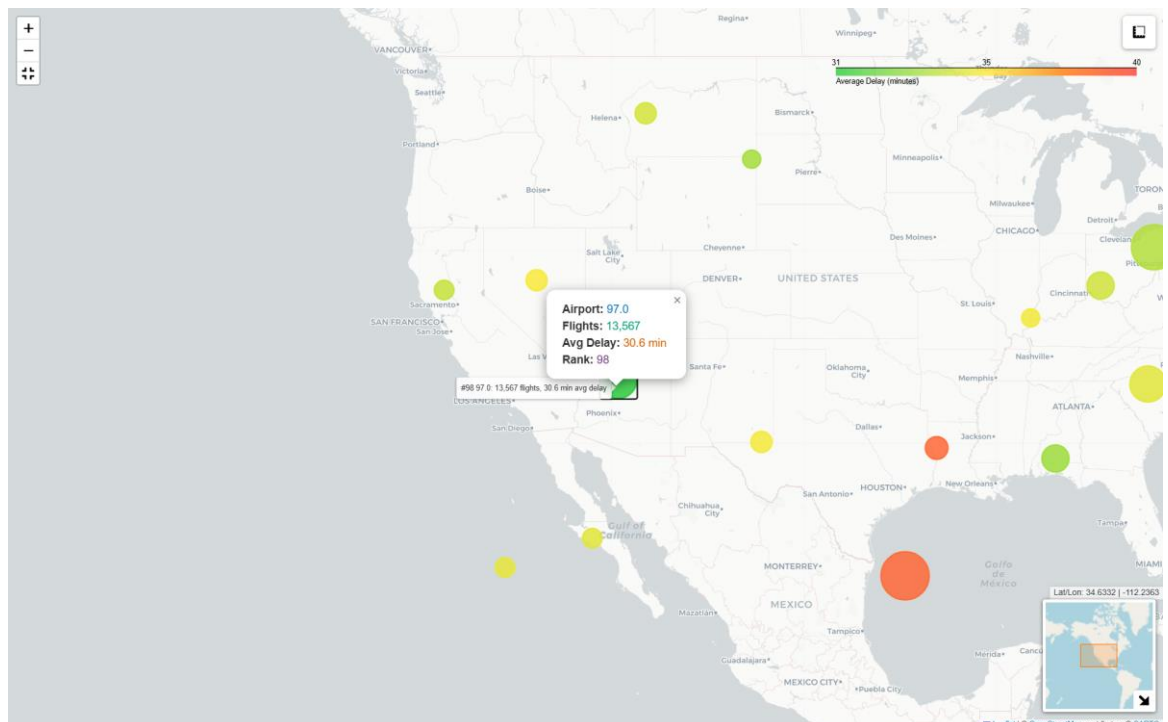 +
−
Regina•
Winnipeg•
VANCOUVER•
Victoria•
Seattle•
31
35
40
Average Delay (minutes)
Helena•
Bismarck•
Portland•
Minneapolis•
Pierre•
Boise•
TORON
Milwaukee•
Detroit•
CHICAGO•
Des Moines•
Cleveland
Cheyenne•
Salt Lake
City
Pit
DENVER•
UNITED STATES
Cincinnati
Sacramento•
St. Louis•
Airport: 97.0
Flights: 13,567
Avg Delay: 30.6 min
Rank: 98
×
SAN FRANCISCO•
San Jose•
Las V
Santa Fe•
Nashville•
Oklahoma
City
Memphis•
#98 97.0: 13,567 flights, 30.6 min avg delay
LOS ANGELES•
Phoenix•
ATLANTA•
San Diego•
Dallas•
Jackson•
HOUSTON•
New Orleans•
San Antonio•
Chihuahua
City
Gulf of
California
Tampa•
MONTERREY•
Golfo
de
México
MIAMI
Lat/Lon: 34.6332 | -112.2363
MEXICO
Mazatlán•
Tampico•
Guadalajara•
Mérida•
Cancú
MEXICO CITY•
•Puebla City